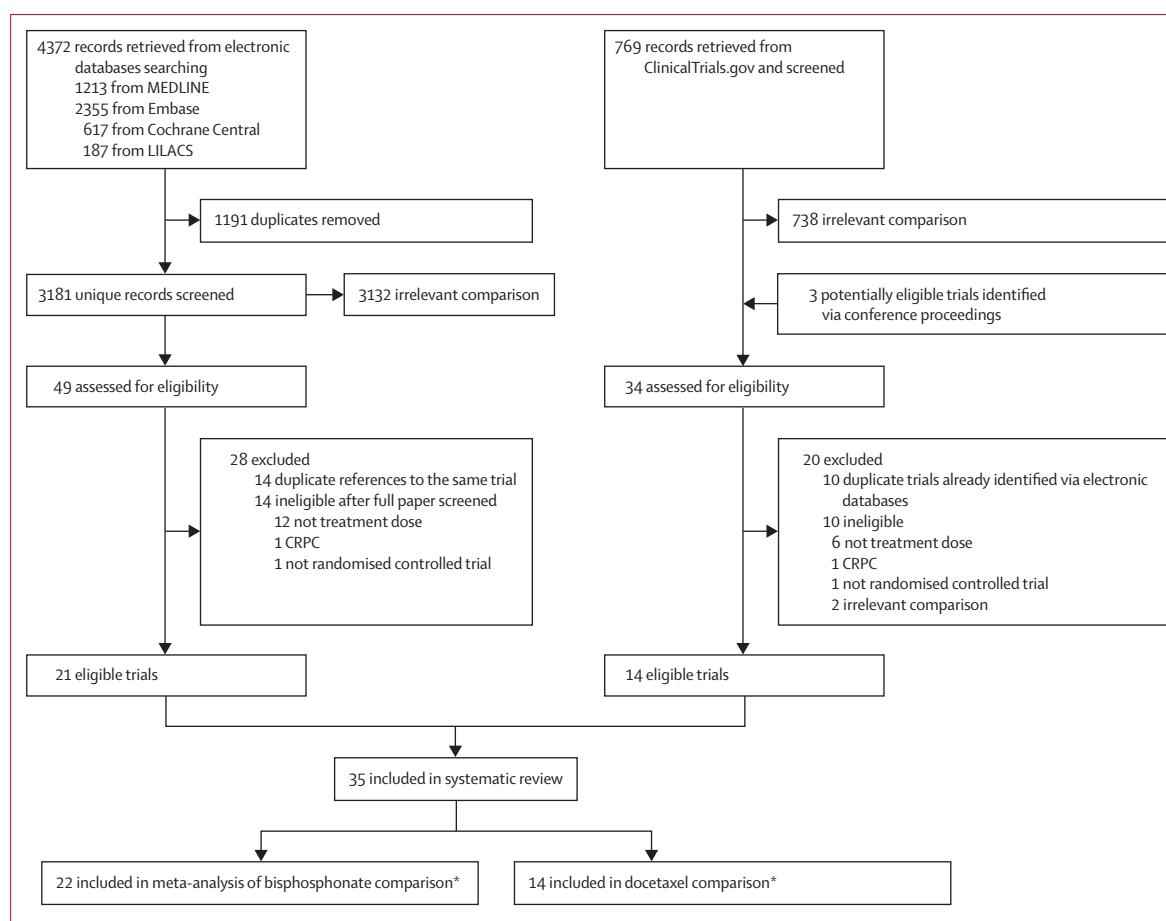 4372 records retrieved from electronic
databases searching
1213 from MEDLINE
2355 from Embase
617 from Cochrane Central
187 from LILACS
769 records retrieved from
ClinicalTrials.gov and screened
1191 duplicates removed
738 irrelevant comparison
3181 unique records screened
3132 irrelevant comparison
3 potentially eligible trials identified
via conference proceedings
49 assessed for eligibility
34 assessed for eligibility
28 excluded
14 duplicate references to the same trial
14 ineligible after full paper screened
12 not treatment dose
1 CRPC
1 not randomised controlled trial
20 excluded
10 duplicate trials already identified via electronic
databases
10 ineligible
6 not treatment dose
1 CRPC
1 not randomised controlled trial
2 irrelevant comparison
21 eligible trials
14 eligible trials
35 included in systematic review
22 included in meta-analysis of bisphosphonate comparison*
14 included in docetaxel comparison*